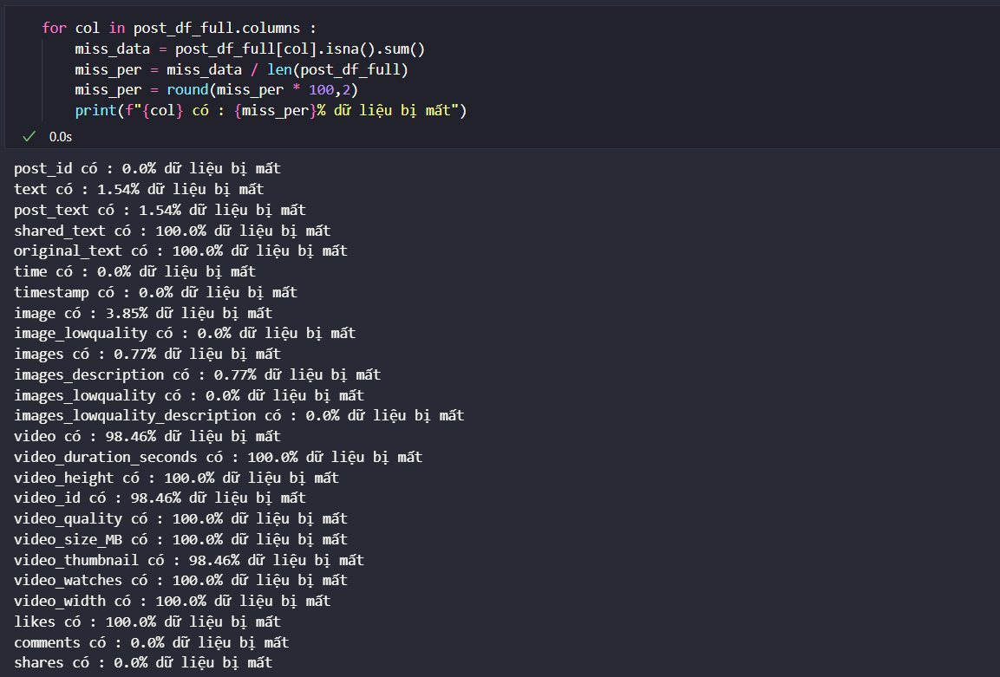 for col in post_df_full.columns :
    miss_data = post_df_full[col].isna().sum()
    miss_per = miss_data / len(post_df_full)
    miss_per = round(miss_per * 100,2)
    print(f"{col} có : {miss_per}% dữ liệu bị mất")
✓ 0.0s
post_id có : 0.0% dữ liệu bị mất
text có : 1.54% dữ liệu bị mất
post_text có : 1.54% dữ liệu bị mất
shared_text có : 100.0% dữ liệu bị mất
original_text có : 100.0% dữ liệu bị mất
time có : 0.0% dữ liệu bị mất
timestamp có : 0.0% dữ liệu bị mất
image có : 3.85% dữ liệu bị mất
image_lowquality có : 0.0% dữ liệu bị mất
images có : 0.77% dữ liệu bị mất
images_description có : 0.77% dữ liệu bị mất
images_lowquality có : 0.0% dữ liệu bị mất
images_lowquality_description có : 0.0% dữ liệu bị mất
video có : 98.46% dữ liệu bị mất
video_duration_seconds có : 100.0% dữ liệu bị mất
video_height có : 100.0% dữ liệu bị mất
video_id có : 98.46% dữ liệu bị mất
video_quality có : 100.0% dữ liệu bị mất
video_size_MB có : 100.0% dữ liệu bị mất
video_thumbnail có : 98.46% dữ liệu bị mất
video_watches có : 100.0% dữ liệu bị mất
video_width có : 100.0% dữ liệu bị mất
likes có : 100.0% dữ liệu bị mất
comments có : 0.0% dữ liệu bị mất
shares có : 0.0% dữ liệu bị mất